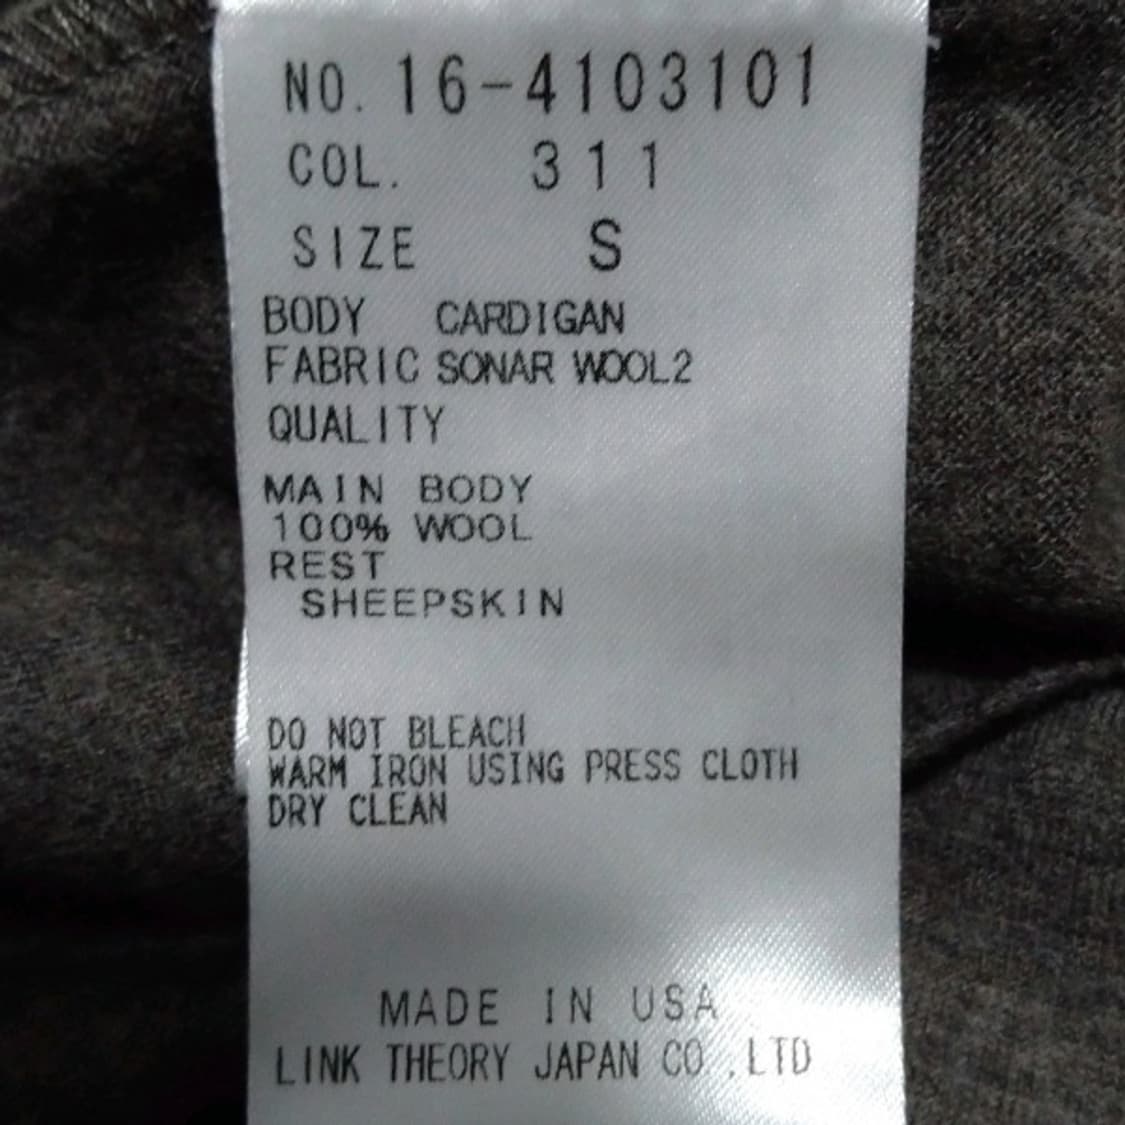 NO. 16-4103101
COL. 311
SIZE S
BODY CARDIGAN
FABRIC SONAR WOOL2
QUALITY
MAIN BODY
100% WOOL
REST
SHEEPSKIN
DO NOT BLEACH
WARM IRON USING PRESS CLOTH
DRY CLEAN
MADE IN USA
LINK THEORY JAPAN CO.,LTD